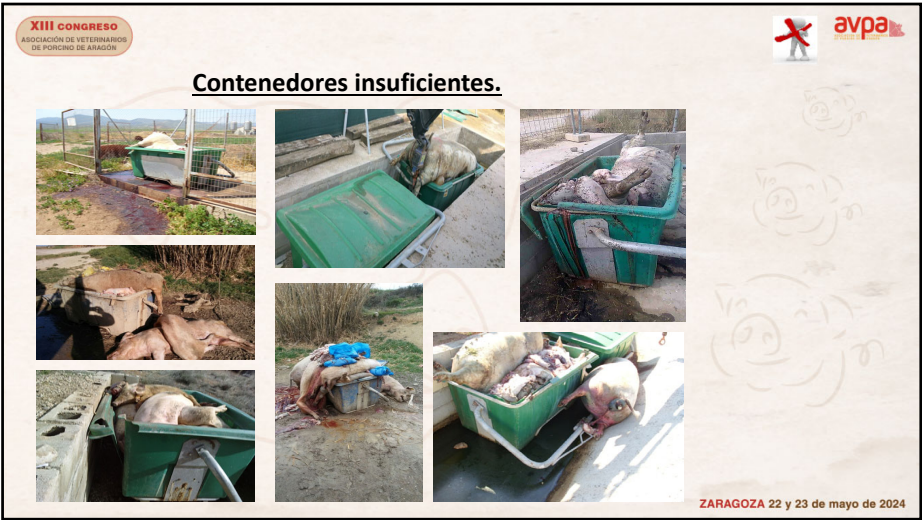 XIII CONGRESO
ASOCIACIÓN DE VETERINARIOS
DE PORCINO DE ARAGÓN
avpa
Contenedores insuficientes.
ZARAGOZA 22 y 23 de mayo de 2024